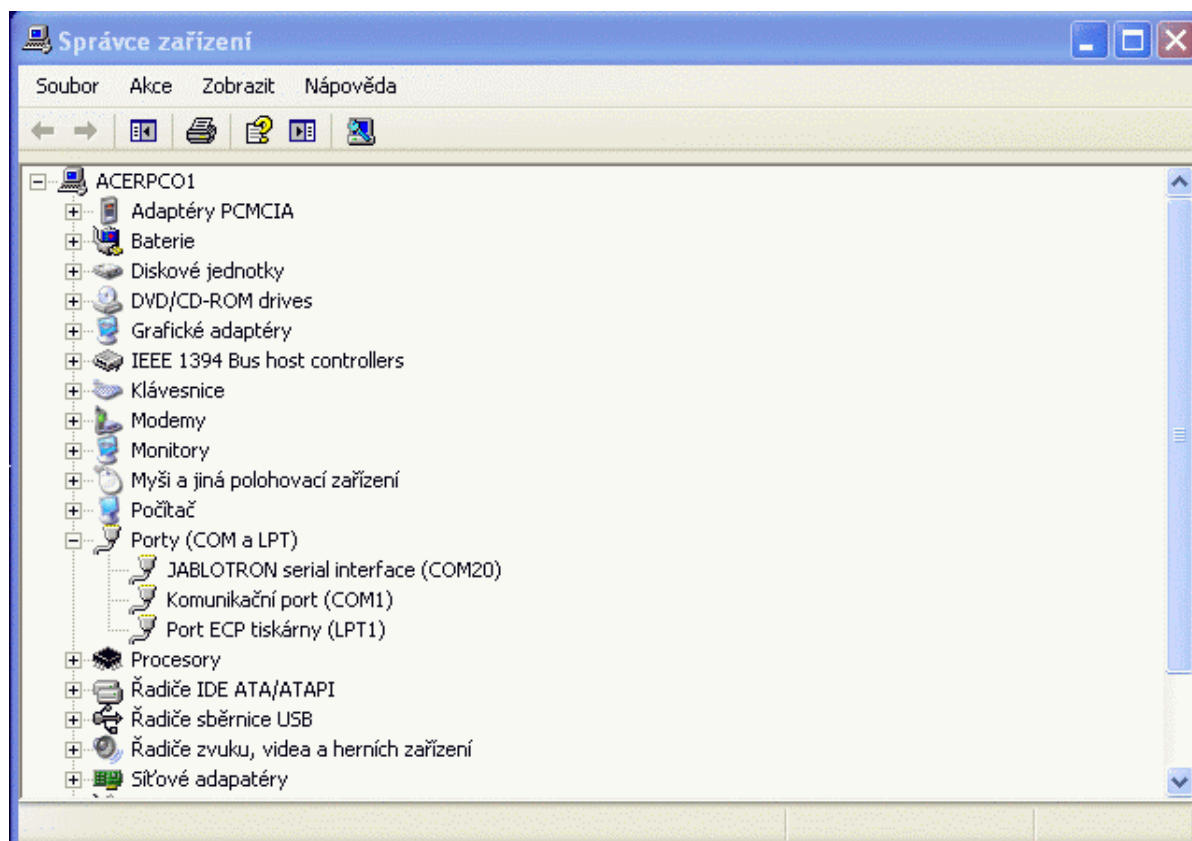 Správce zařízení
Soubor Akce Zobrazit Nápověda
ACERPCO1
Adaptéry PCMCIA
Baterie
Diskové jednotky
DVD/CD-ROM drives
Grafické adaptéry
IEEE 1394 Bus host controllers
Klávesnice
Modemy
Monitory
Myši a jiná polohovací zařízení
Počítač
Porty (COM a LPT)
JABLOTRON serial interface (COM20)
Komunikační port (COM1)
Port ECP tiskárny (LPT1)
Procesory
Řadiče IDE ATA/ATAPI
Řadiče sběrnice USB
Řadiče zvuku, videa a herních zařízení
Síťové adapatéry